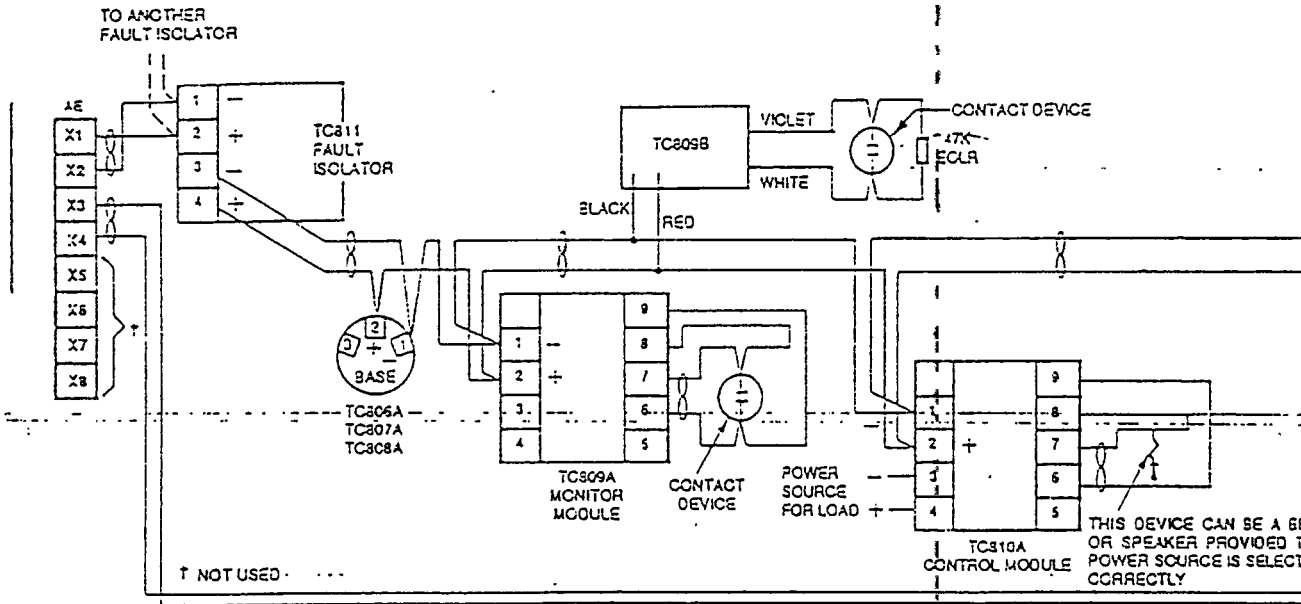 TO ANOTHER
FAULT ISOLATOR
AE
X1
X2
X3
X4
X5
X6
X7
X8
†
1 −
2 +
3 −
4 +
TC811
FAULT
ISOLATOR
TC809B
VIOLET
WHITE
BLACK
RED
CONTACT DEVICE
47K
EOLR
3
2
1
+
−
BASE
TC806A
TC807A
TC808A
1 −
2 +
3
4
9
8
7
6
5
TC809A
MONITOR
MODULE
CONTACT
DEVICE
POWER
SOURCE
FOR LOAD
−
+
1
2 +
3
4
9
8
7
6
5
TC810A
CONTROL MODULE
THIS DEVICE CAN BE A
OR SPEAKER PROVIDED
POWER SOURCE IS
CORRECTLY
† NOT USED